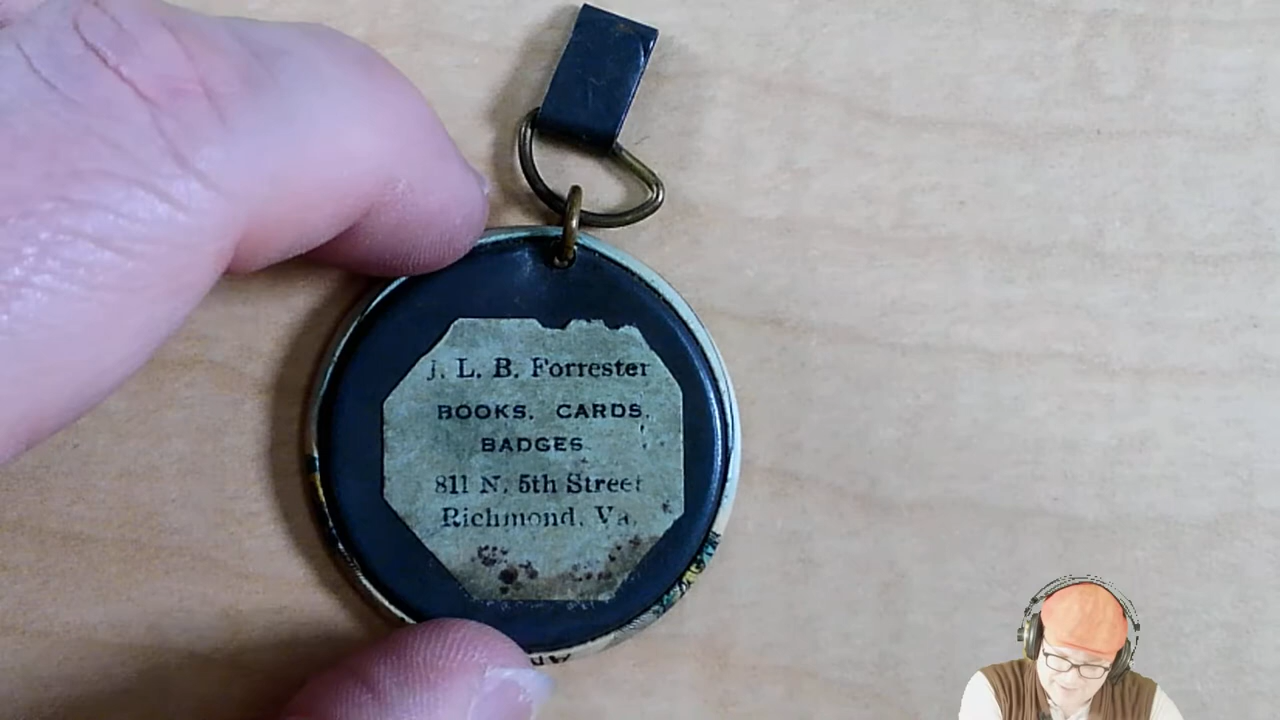 J. L. B. Forrester
BOOKS, CARDS,
BADGES
811 N. 5th Street
Richmond, Va.